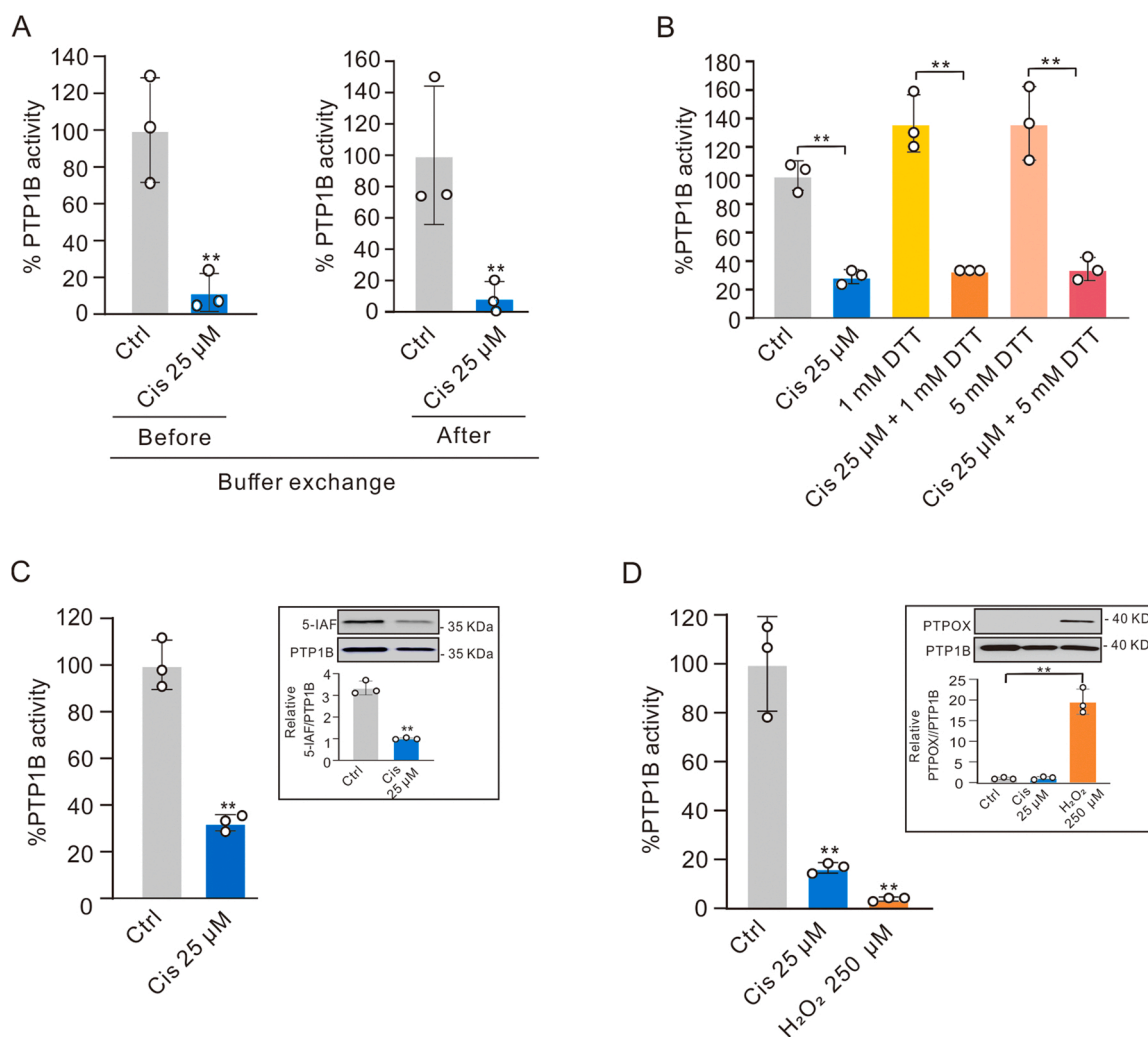 A
% PTP1B activity
140
120
100
80
60
40
20
0
**
Ctrl
Cis 25 µM
Before
% PTP1B activity
160
140
120
100
80
60
40
20
0
**
Ctrl
Cis 25 µM
After
Buffer exchange
B
%PTP1B activity
180
160
140
120
100
80
60
40
20
0
**
**
**
Ctrl
Cis 25 µM
1 mM DTT
Cis 25 µM + 1 mM DTT
5 mM DTT
Cis 25 µM + 5 mM DTT
C
%PTP1B activity
120
100
80
60
40
20
0
**
Ctrl
Cis 25 µM
5-IAF
- 35 KDa
PTP1B
- 35 KDa
Relative
5-IAF/PTP1B
4
3
2
1
0
**
Ctrl
Cis
25 µM
D
%PTP1B activity
120
100
80
60
40
20
0
**
**
Ctrl
Cis 25 µM
H₂O₂ 250 µM
PTPOX
- 40 KD
PTP1B
- 40 KD
Relative
PTPOX//PTP1B
25
20
15
10
5
0
**
Ctrl
Cis
25 µM
H₂O₂
250 µM